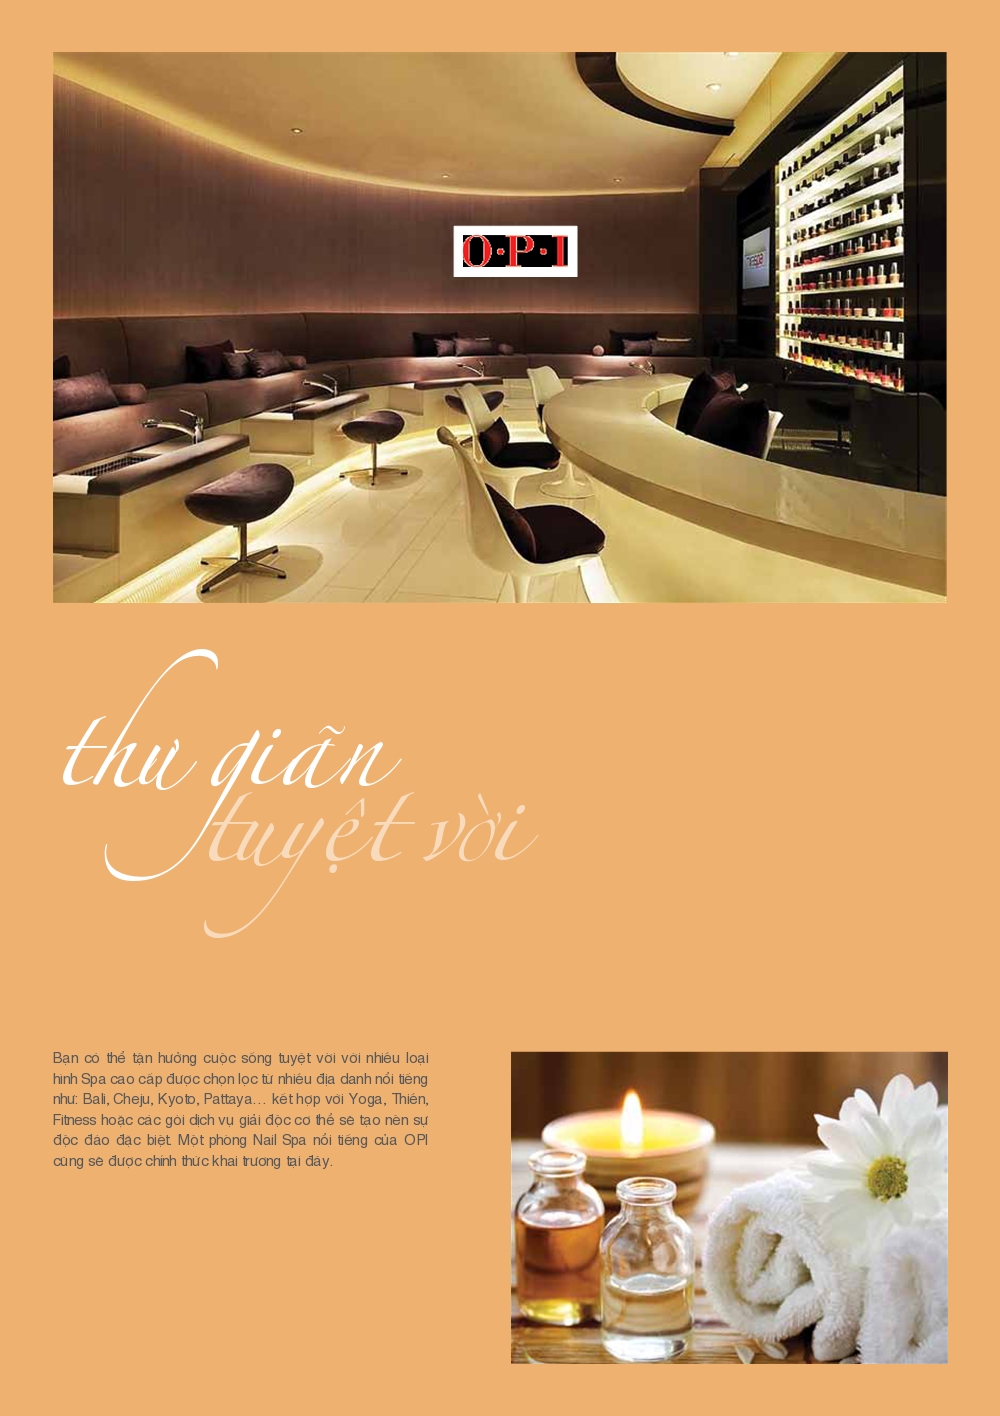 O·P·I
thư giãn
tuyệt vời
Bạn có thể tận hưởng cuộc sống tuyệt vời với nhiều loại
hình Spa cao cấp được chọn lọc từ nhiều địa danh nổi tiếng
như: Bali, Cheju, Kyoto, Pattaya… kết hợp với Yoga, Thiền,
Fitness hoặc các gói dịch vụ giải độc cơ thể sẽ tạo nên sự
độc đáo đặc biệt. Một phòng Nail Spa nổi tiếng của OPI
cũng sẽ được chính thức khai trương tại đây.